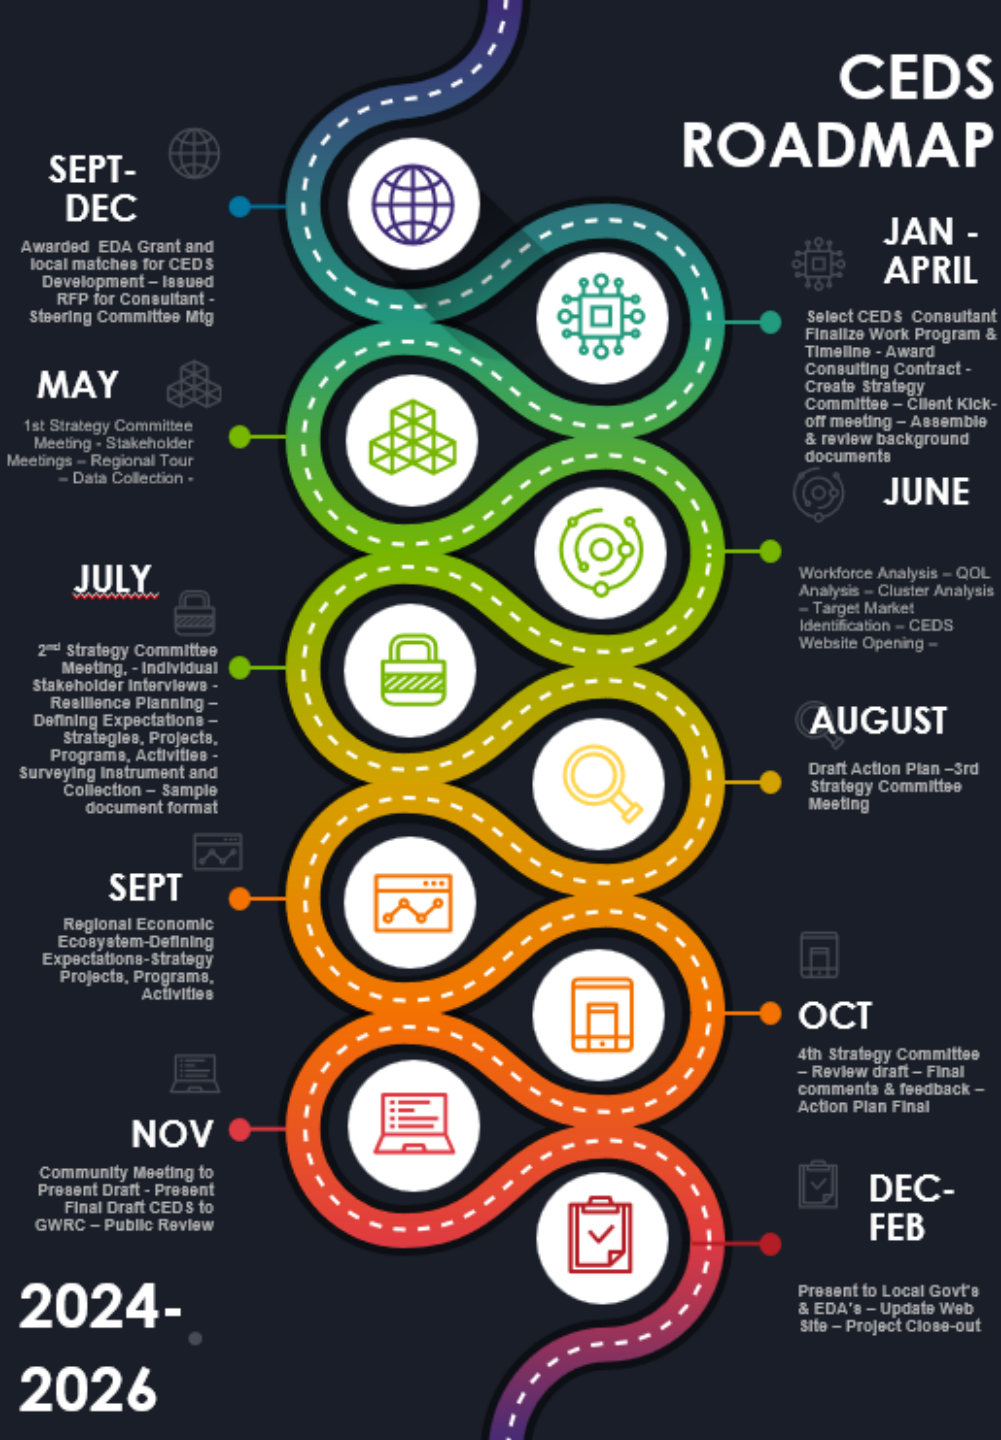 CEDS
ROADMAP
SEPT-
DEC
Awarded EDA Grant and
local matches for CEDS
Development – Issued
RFP for Consultant -
Steering Committee Mtg
JAN -
APRIL
Select CEDS Consultant
Finalize Work Program &
Timeline - Award
Consulting Contract -
Create Strategy
Committee – Client Kick-
off meeting – Assemble
& review background
documents
MAY
1st Strategy Committee
Meeting - Stakeholder
Meetings – Regional Tour
– Data Collection -
JUNE
Workforce Analysis – QOL
Analysis – Cluster Analysis
– Target Market
Identification – CEDS
Website Opening –
JULY
2nd Strategy Committee
Meeting, - Individual
Stakeholder Interviews -
Resilience Planning –
Defining Expectations –
Strategies, Projects,
Programs, Activities -
Surveying Instrument and
Collection – Sample
document format
AUGUST
Draft Action Plan –3rd
Strategy Committee
Meeting
SEPT
Regional Economic
Ecosystem-Defining
Expectations-Strategy
Projects, Programs,
Activities
OCT
4th Strategy Committee
– Review draft – Final
comments & feedback –
Action Plan Final
NOV
Community Meeting to
Present Draft - Present
Final Draft CEDS to
GWRC – Public Review
DEC-
FEB
Present to Local Govt's
& EDA's – Update Web
Site – Project Close-out
2024-
2026